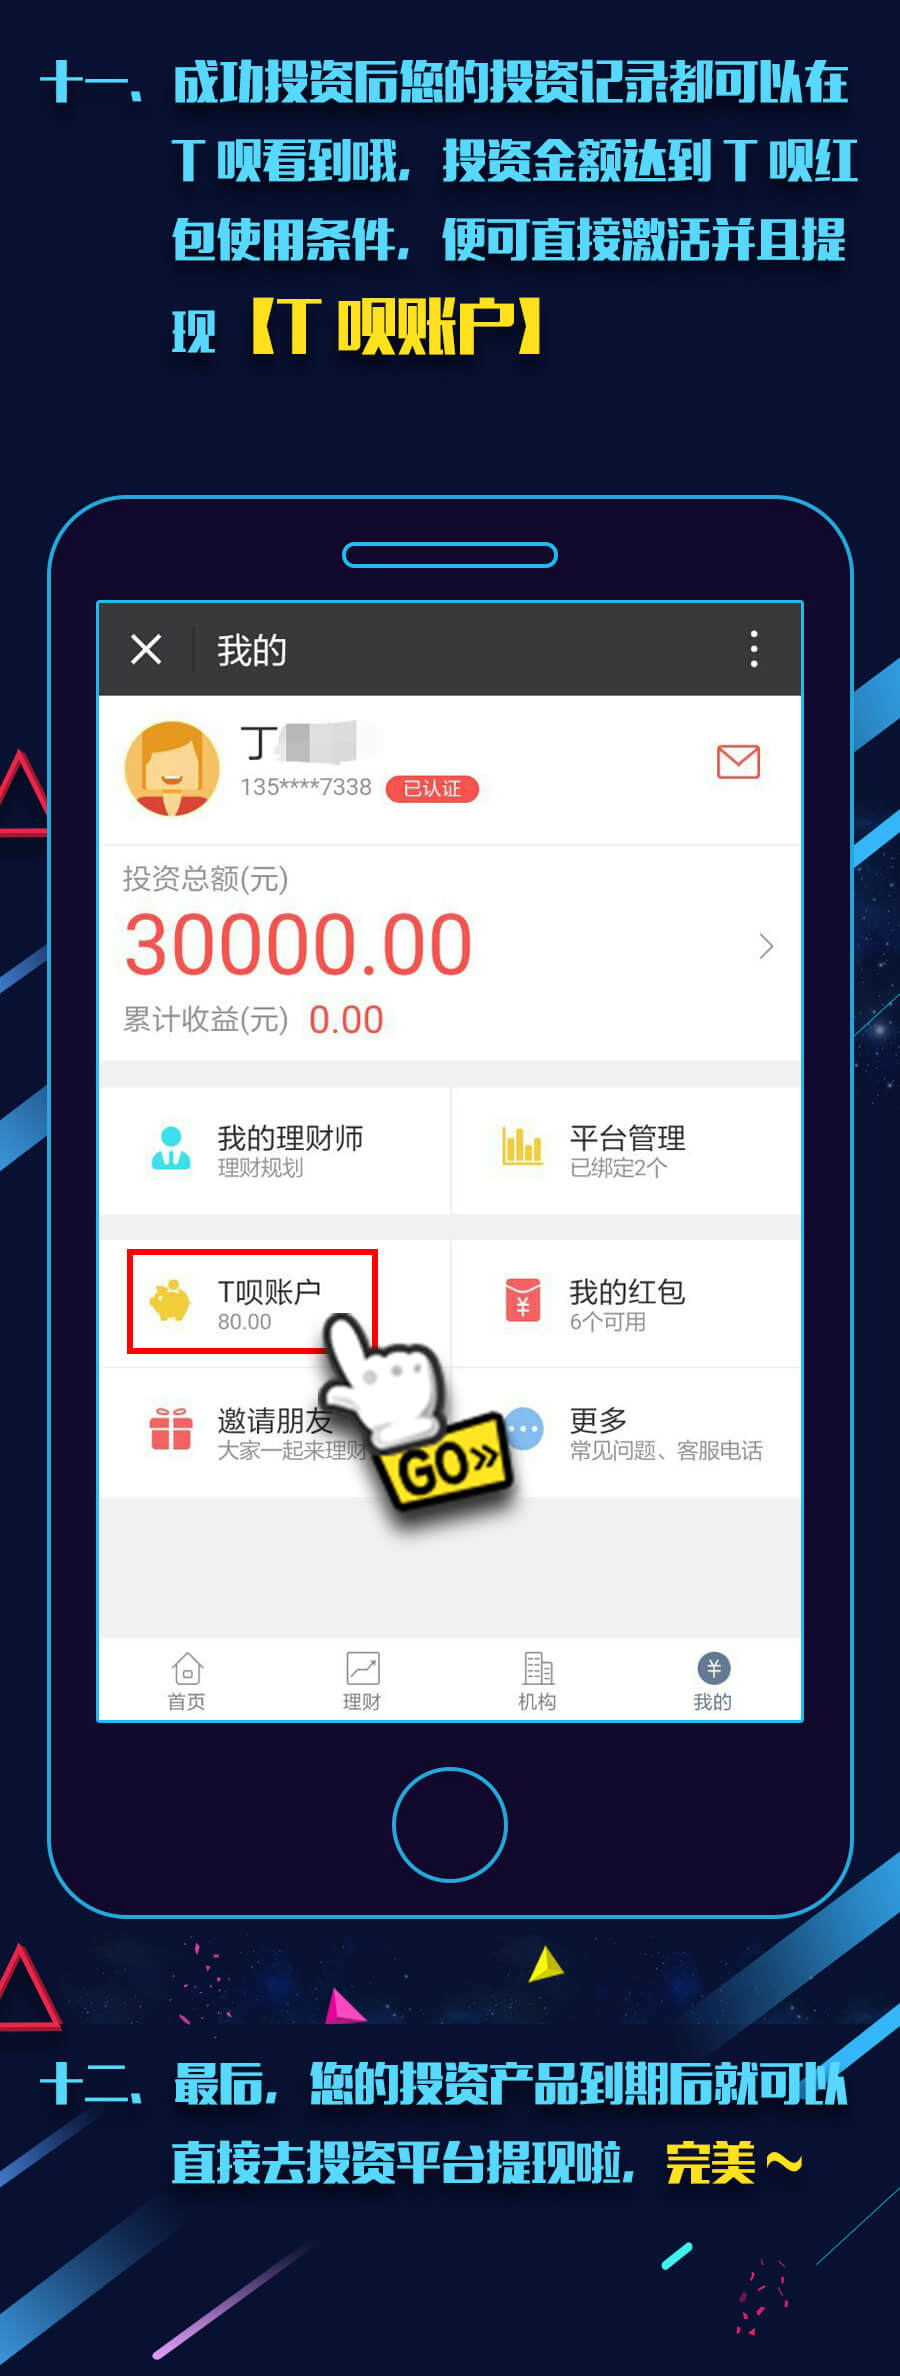 十一、成功投资后您的投资记录都可以在
T 呗看到哦，投资金额达到 T 呗红
包使用条件，便可直接激活并且提
现【T 呗账户】
我的
丁
135****7338 已认证
投资总额(元)
30000.00
累计收益(元) 0.00
我的理财师
理财规划
平台管理
已绑定2个
T呗账户
80.00
我的红包
6个可用
邀请朋友
大家一起来理财
更多
常见问题、客服电话
GO»
首页 理财 机构 我的
十二、最后，您的投资产品到期后就可以
直接去投资平台提现啦，完美～